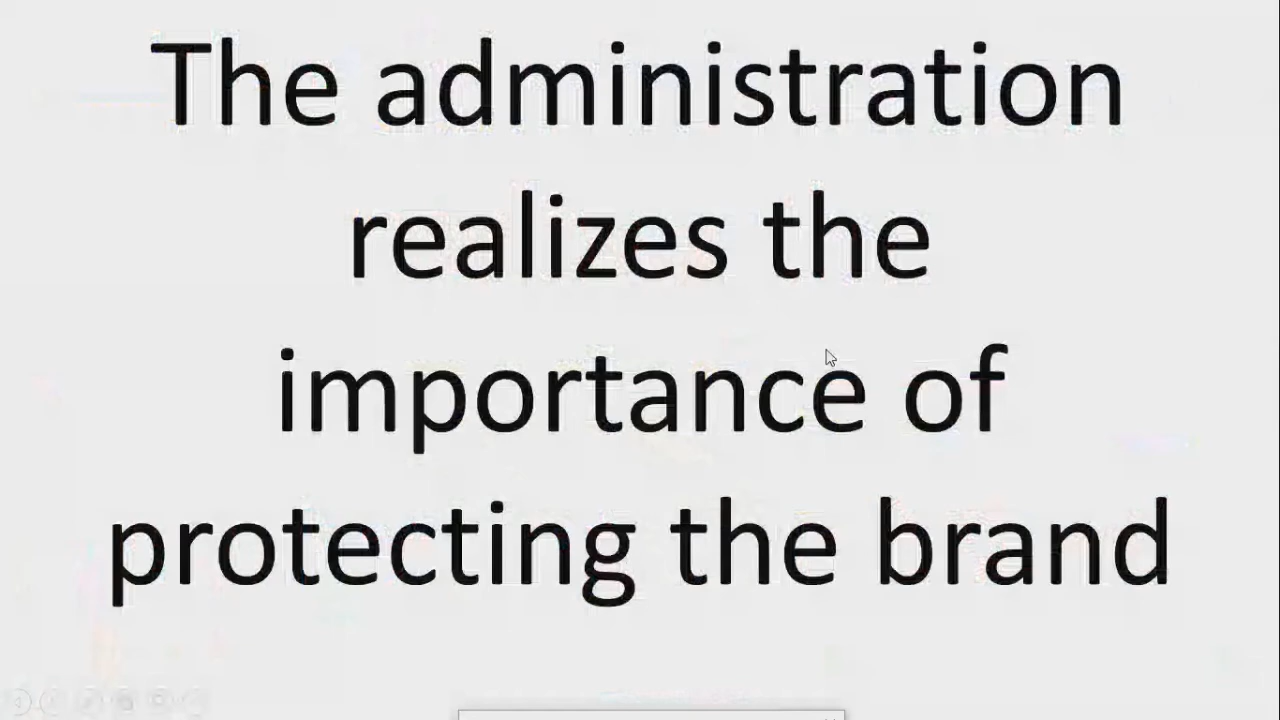 The administration
realizes the
importance of
protecting the brand